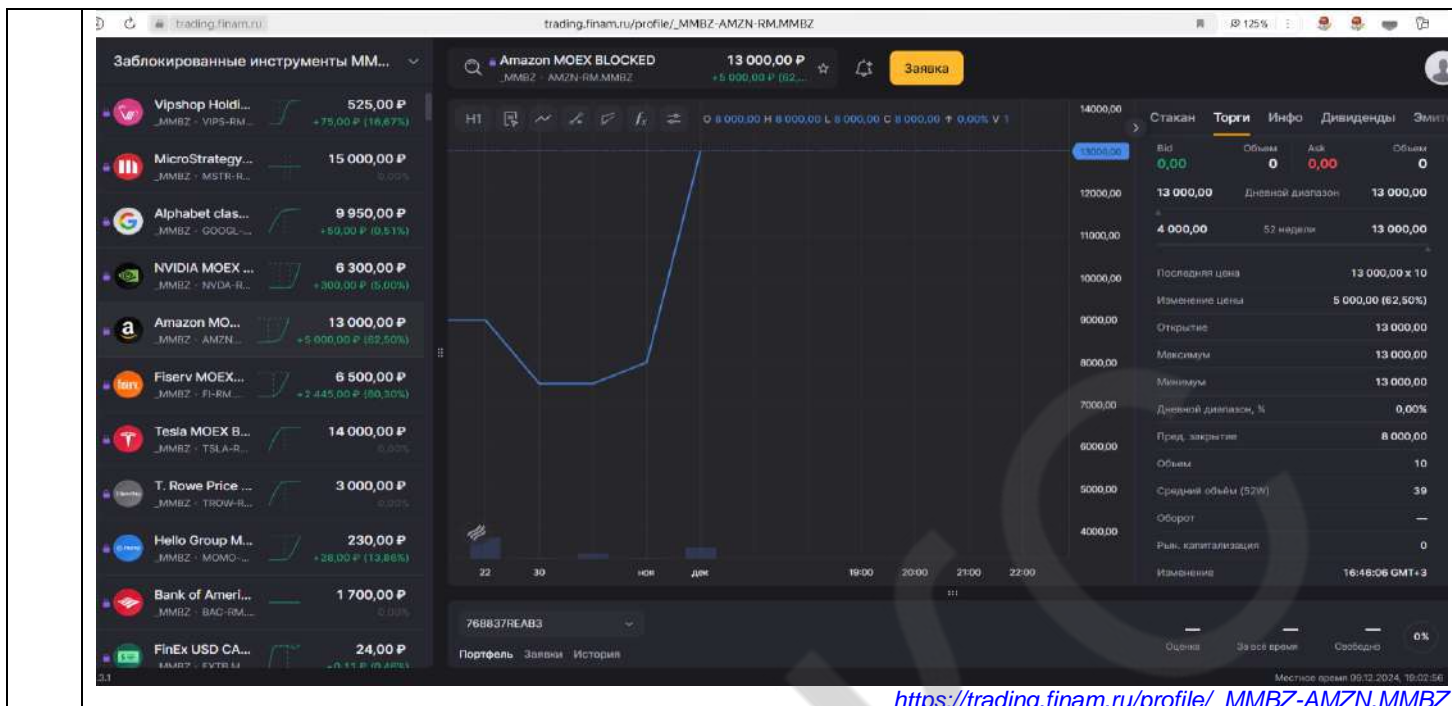 trading.finam.ru
trading.finam.ru/profile/_MMBZ-AMZN-RM.MMBZ
125%
Заблокированные инструменты ММ...
Amazon MOEX BLOCKED
_MMBZ · AMZN-RM.MMBZ
13 000,00 ₽
+5 000,00 ₽ (62,...
Заявка
Vipshop Holdi... 525,00 ₽
_MMBZ · VIPS-RM... +75,00 ₽ (16,67%)
MicroStrategy... 15 000,00 ₽
_MMBZ · MSTR-R... 0,00%
Alphabet clas... 9 950,00 ₽
_MMBZ · GOOGL-... +50,00 ₽ (0,51%)
NVIDIA MOEX ... 6 300,00 ₽
_MMBZ · NVDA-R... +300,00 ₽ (5,00%)
Amazon MO... 13 000,00 ₽
_MMBZ · AMZN... +5 000,00 ₽ (62,50%)
Fiserv MOEX... 6 500,00 ₽
_MMBZ · FI-RM... +2 445,00 ₽ (60,30%)
Tesla MOEX B... 14 000,00 ₽
_MMBZ · TSLA-R... 0,00%
T. Rowe Price ... 3 000,00 ₽
_MMBZ · TROW-R... 0,00%
Hello Group M... 230,00 ₽
_MMBZ · MOMO-... +28,00 ₽ (13,86%)
Bank of Ameri... 1 700,00 ₽
_MMBZ · BAC-RM... 0,00%
FinEx USD CA... 24,00 ₽
+0,11 ₽ (0,46%)
3.1
H1 O 8 000,00 H 8 000,00 L 8 000,00 C 8 000,00 0,00% V 1
14000,00
13000,00
12000,00
11000,00
10000,00
9000,00
8000,00
7000,00
6000,00
5000,00
4000,00
22 30 ноя дек 19:00 20:00 21:00 22:00
768837REAB3
Портфель Заявки История
Стакан Торги Инфо Дивиденды Эмит
Bid Объем Ask Объем
0,00 0 0,00 0
13 000,00 Дневной диапазон 13 000,00
4 000,00 52 недели 13 000,00
Последняя цена 13 000,00 x 10
Изменение цены 5 000,00 (62,50%)
Открытие 13 000,00
Максимум 13 000,00
Минимум 13 000,00
Дневной диапазон, % 0,00%
Пред. закрытие 8 000,00
Объем 10
Средний объём (52W) 39
Оборот —
Рын. капитализация 0
Изменение 16:46:06 GMT+3
— — — 0%
Оценка За всё время Свободно
Местное время 09.12.2024, 19:02:56
https://trading.finam.ru/profile/_MMBZ-AMZN.MMBZ